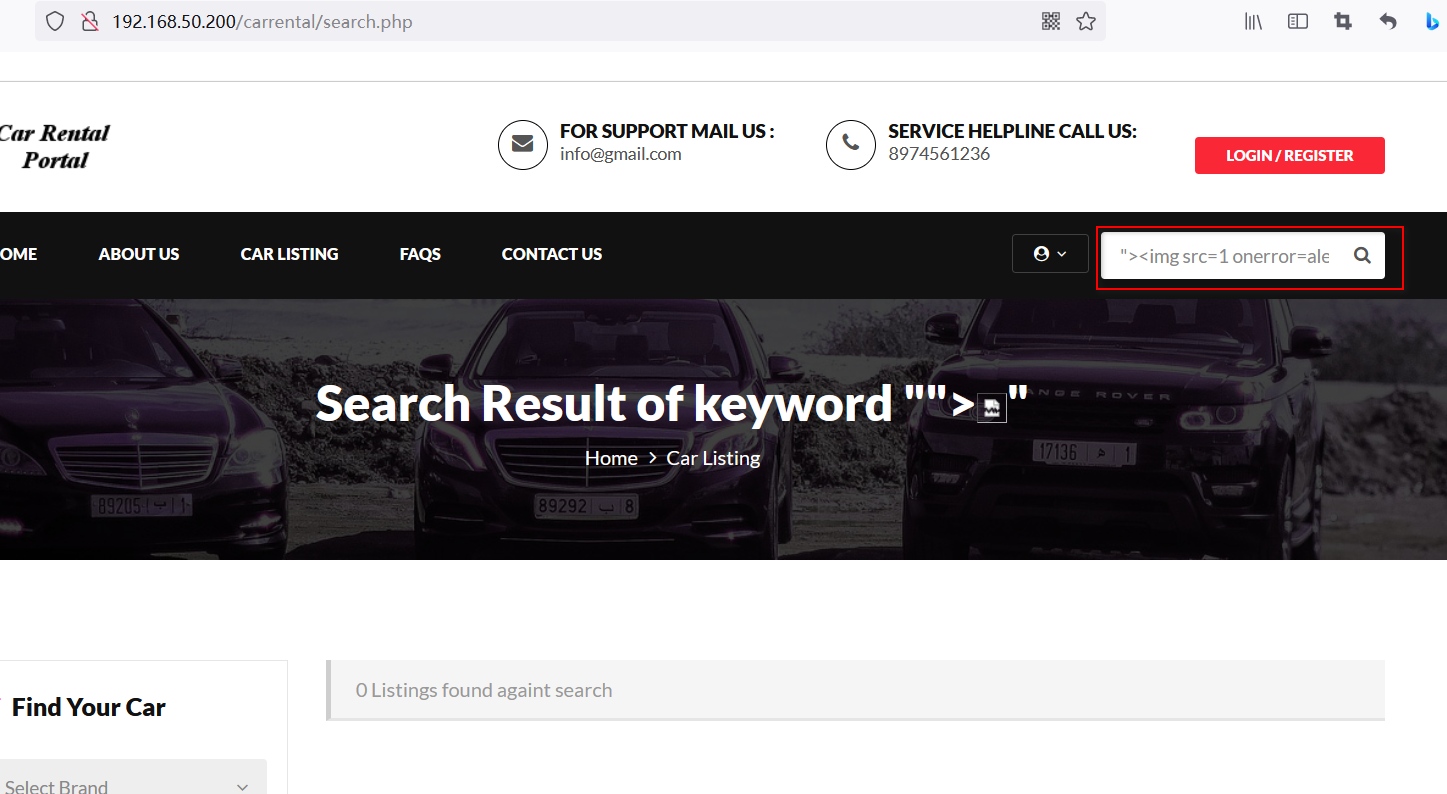 192.168.50.200/carrental/search.php
Car Rental
Portal
FOR SUPPORT MAIL US :
info@gmail.com
SERVICE HELPLINE CALL US:
8974561236
LOGIN / REGISTER
OME
ABOUT US
CAR LISTING
FAQS
CONTACT US
"><img src=1 onerror=ale
Search Result of keyword "">"
ANGE ROVER
Home > Car Listing
17136 ه 1
89205 ب 1
89292 ب 8
0 Listings found againt search
Find Your Car
Select Brand